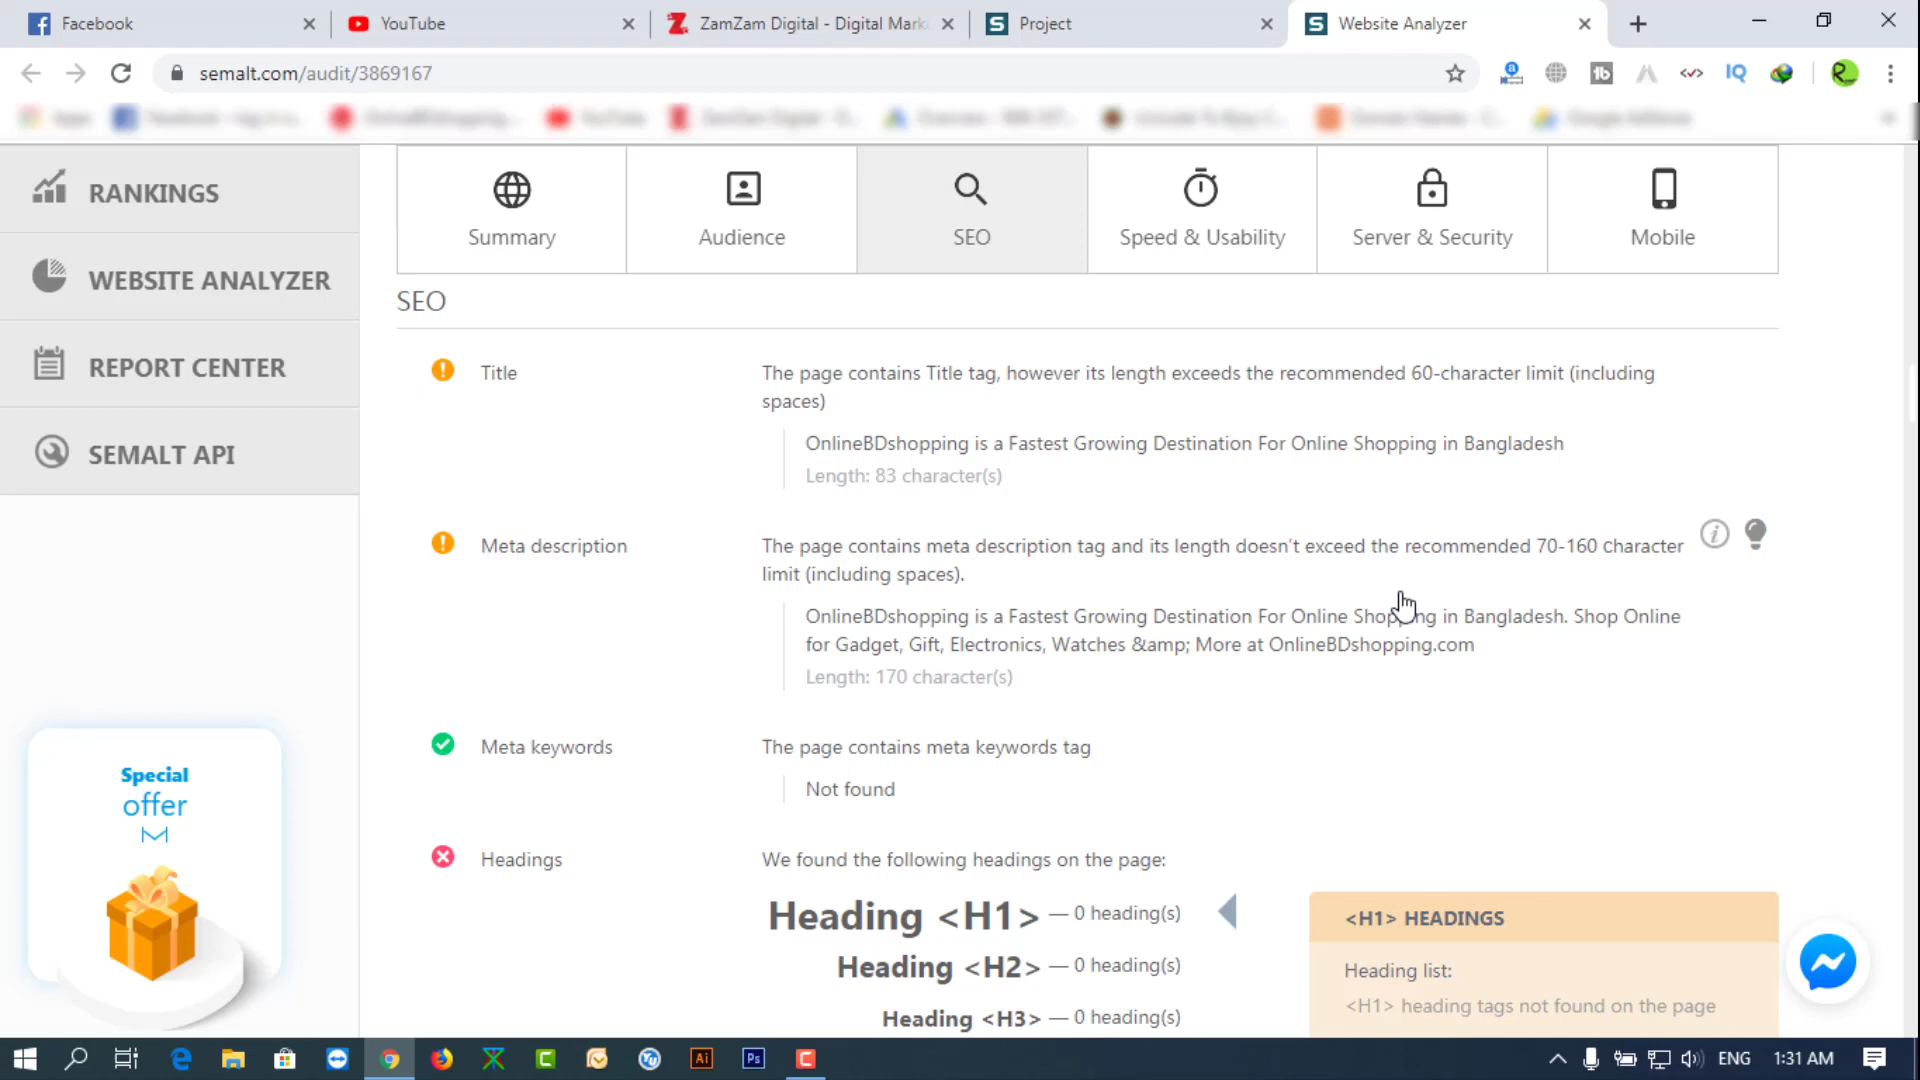 Facebook
YouTube
ZamZam Digital - Digital Mark
Project
Website Analyzer
semalt.com/audit/3869167
RANKINGS
WEBSITE ANALYZER
REPORT CENTER
SEMALT API
Special
offer
Summary
Audience
SEO
Speed & Usability
Server & Security
Mobile
SEO
Title
The page contains Title tag, however its length exceeds the recommended 60-character limit (including
spaces)
OnlineBDshopping is a Fastest Growing Destination For Online Shopping in Bangladesh
Length: 83 character(s)
Meta description
The page contains meta description tag and its length doesn't exceed the recommended 70-160 character
limit (including spaces).
OnlineBDshopping is a Fastest Growing Destination For Online Shopping in Bangladesh. Shop Online
for Gadget, Gift, Electronics, Watches &amp; More at OnlineBDshopping.com
Length: 170 character(s)
Meta keywords
The page contains meta keywords tag
Not found
Headings
We found the following headings on the page:
Heading <H1> — 0 heading(s)
Heading <H2> — 0 heading(s)
Heading <H3> — 0 heading(s)
<H1> HEADINGS
Heading list:
<H1> heading tags not found on the page
ENG
1:31 AM